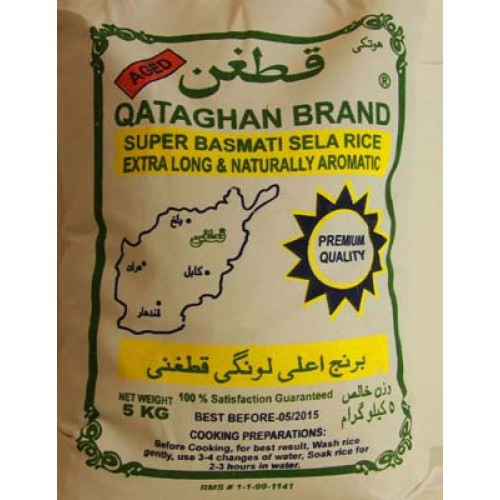 AGED
قطغن
هوتکی
®
QATAGHAN BRAND
SUPER BASMATI SELA RICE
EXTRA LONG & NATURALLY AROMATIC
بلخ
قطغن
هرات
کابل
قندهار
PREMIUM
QUALITY
برنج اعلی لونگی قطغنی
NET WEIGHT
5 KG
100 % Satisfaction Guaranteed
وزن خالص
۵ کیلو گرام
BEST BEFORE-05/2015
COOKING PREPARATIONS:
Before Cooking, for best result, Wash rice
gently, use 3-4 changes of water, Soak rice for
2-3 hours in water.
RMS # 1-1-99-1141